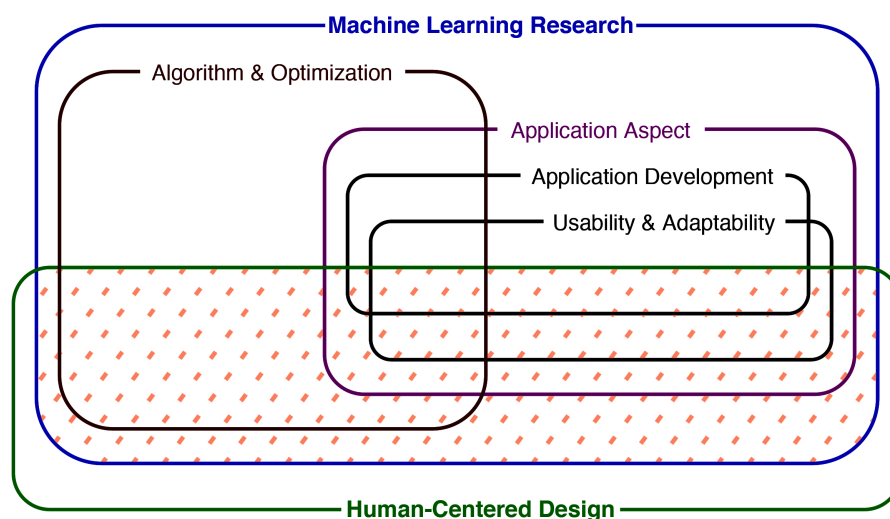 Machine Learning Research
Algorithm & Optimization
Application Aspect
Application Development
Usability & Adaptability
Human-Centered Design